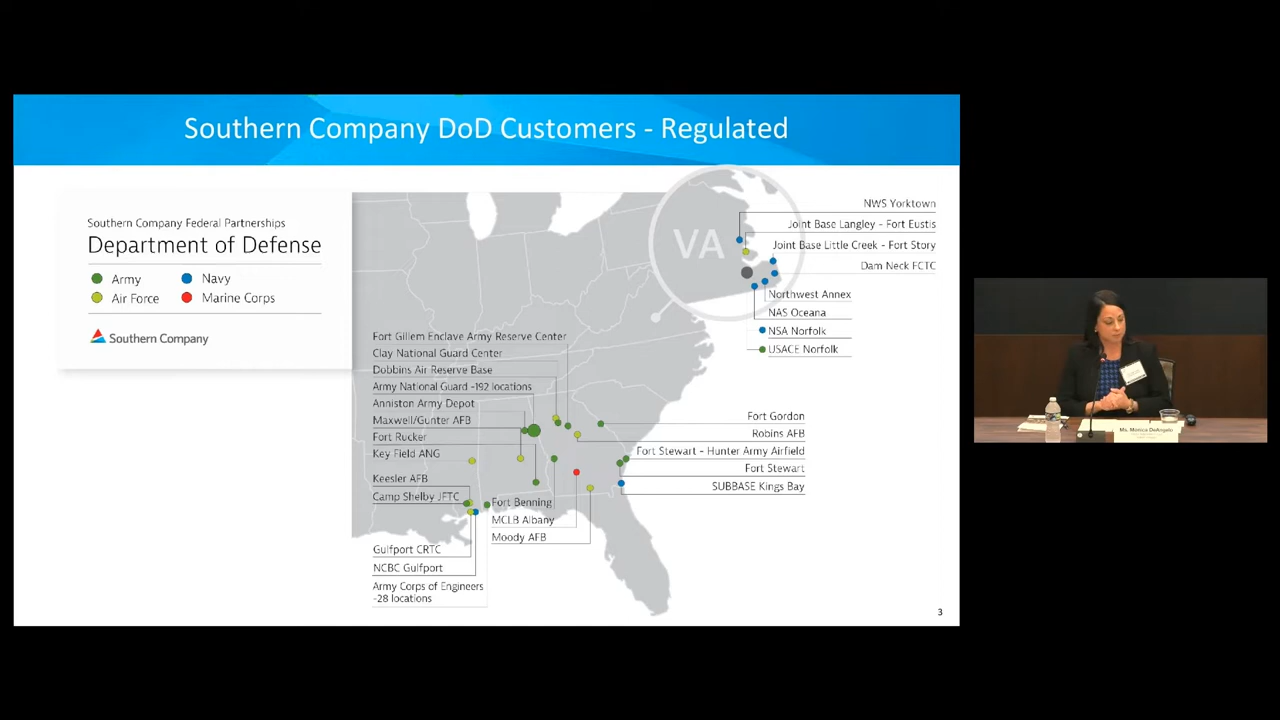 Southern Company DoD Customers - Regulated
Southern Company Federal Partnerships
Department of Defense
Army
Navy
Air Force
Marine Corps
Southern Company
VA
NWS Yorktown
Joint Base Langley - Fort Eustis
Joint Base Little Creek - Fort Story
Dam Neck FCTC
Northwest Annex
NAS Oceana
NSA Norfolk
USACE Norfolk
Fort Gillem Enclave Army Reserve Center
Clay National Guard Center
Dobbins Air Reserve Base
Army National Guard -192 locations
Anniston Army Depot
Maxwell/Gunter AFB
Fort Rucker
Key Field ANG
Keesler AFB
Camp Shelby JFTC
Fort Benning
MCLB Albany
Moody AFB
Gulfport CRTC
NCBC Gulfport
Army Corps of Engineers
-28 locations
Fort Gordon
Robins AFB
Fort Stewart - Hunter Army Airfield
Fort Stewart
SUBBASE Kings Bay
3
Ms. Monica DeAngelo